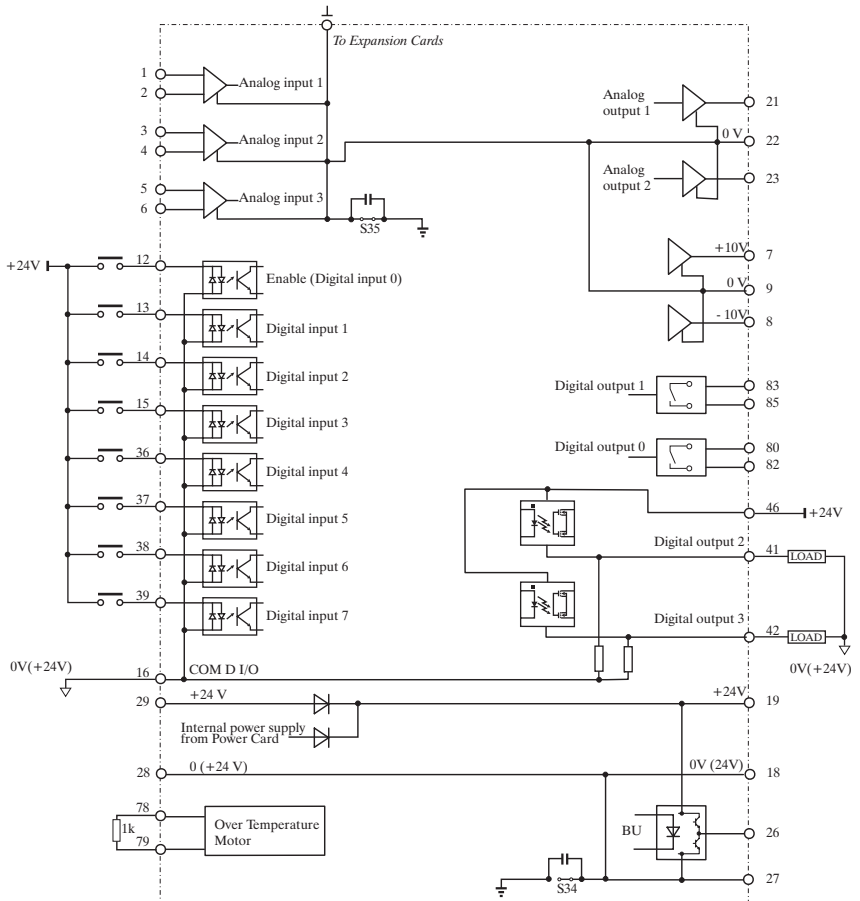 To Expansion Cards
1
Analog input 1
2
3
Analog input 2
4
5
Analog input 3
6
S35
Analog
output 1
21
0 V
22
Analog
output 2
23
+10V
7
0 V
9
- 10V
8
+24V
12
Enable (Digital input 0)
13
Digital input 1
14
Digital input 2
15
Digital input 3
36
Digital input 4
37
Digital input 5
38
Digital input 6
39
Digital input 7
Digital output 1
83
85
Digital output 0
80
82
46
+24V
Digital output 2
41
LOAD
Digital output 3
42
LOAD
0V(+24V)
0V(+24V)
16
COM D I/O
29
+24 V
+24V
19
Internal power supply
from Power Card
28
0 (+24 V)
0V (24V)
18
78
1k
79
Over Temperature
Motor
BU
26
S34
27